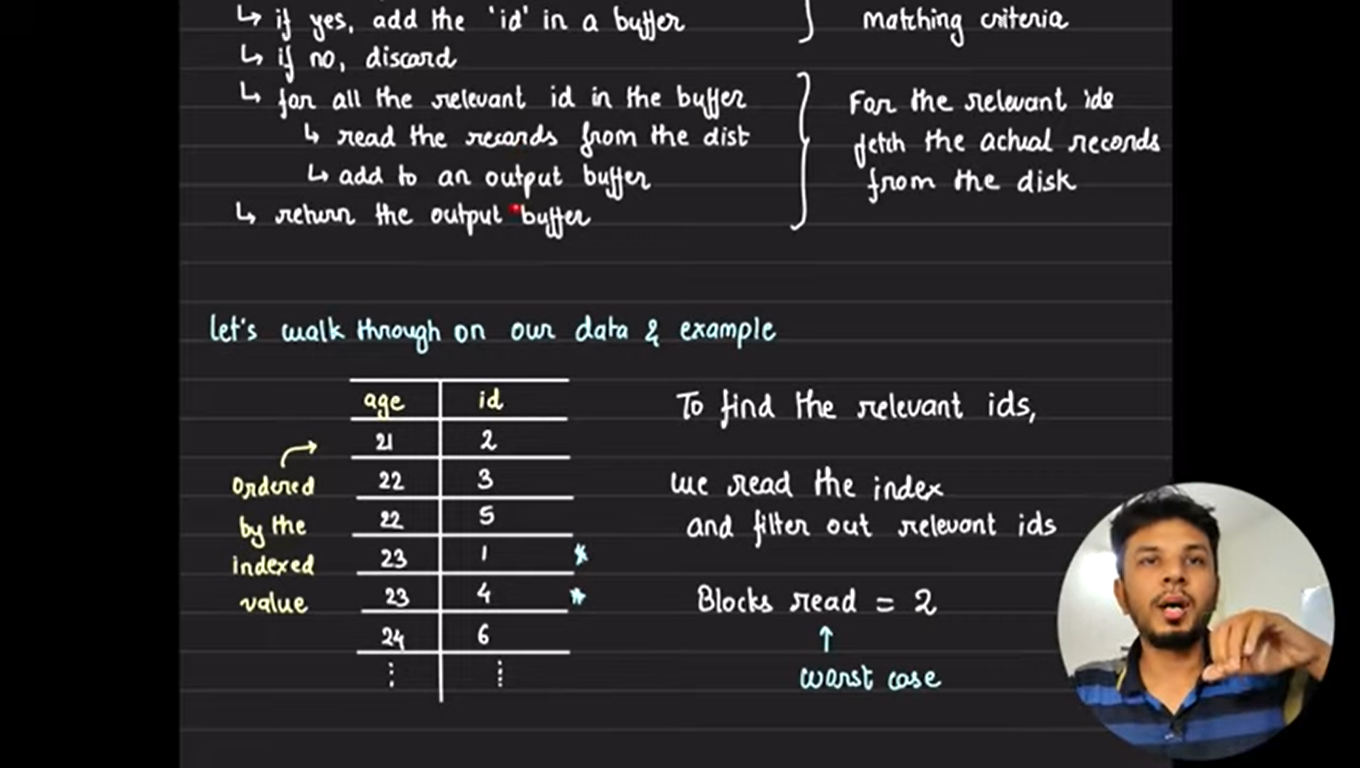 ↳ if yes, add the 'id' in a buffer
matching criteria
↳ if no, discard
↳ for all the relevant id in the buffer
↳ read the records from the dist
↳ add to an output buffer
↳ return the output buffer
For the relevant ids
fetch the actual records
from the disk
let's walk through on our data & example
Ordered
by the
indexed
value
age id
21 2
22 3
22 5
23 1 *
23 4 *
24 6
⋮ ⋮
To find the relevant ids,
we read the index
and filter out relevant ids
Blocks read = 2
↑
worst case